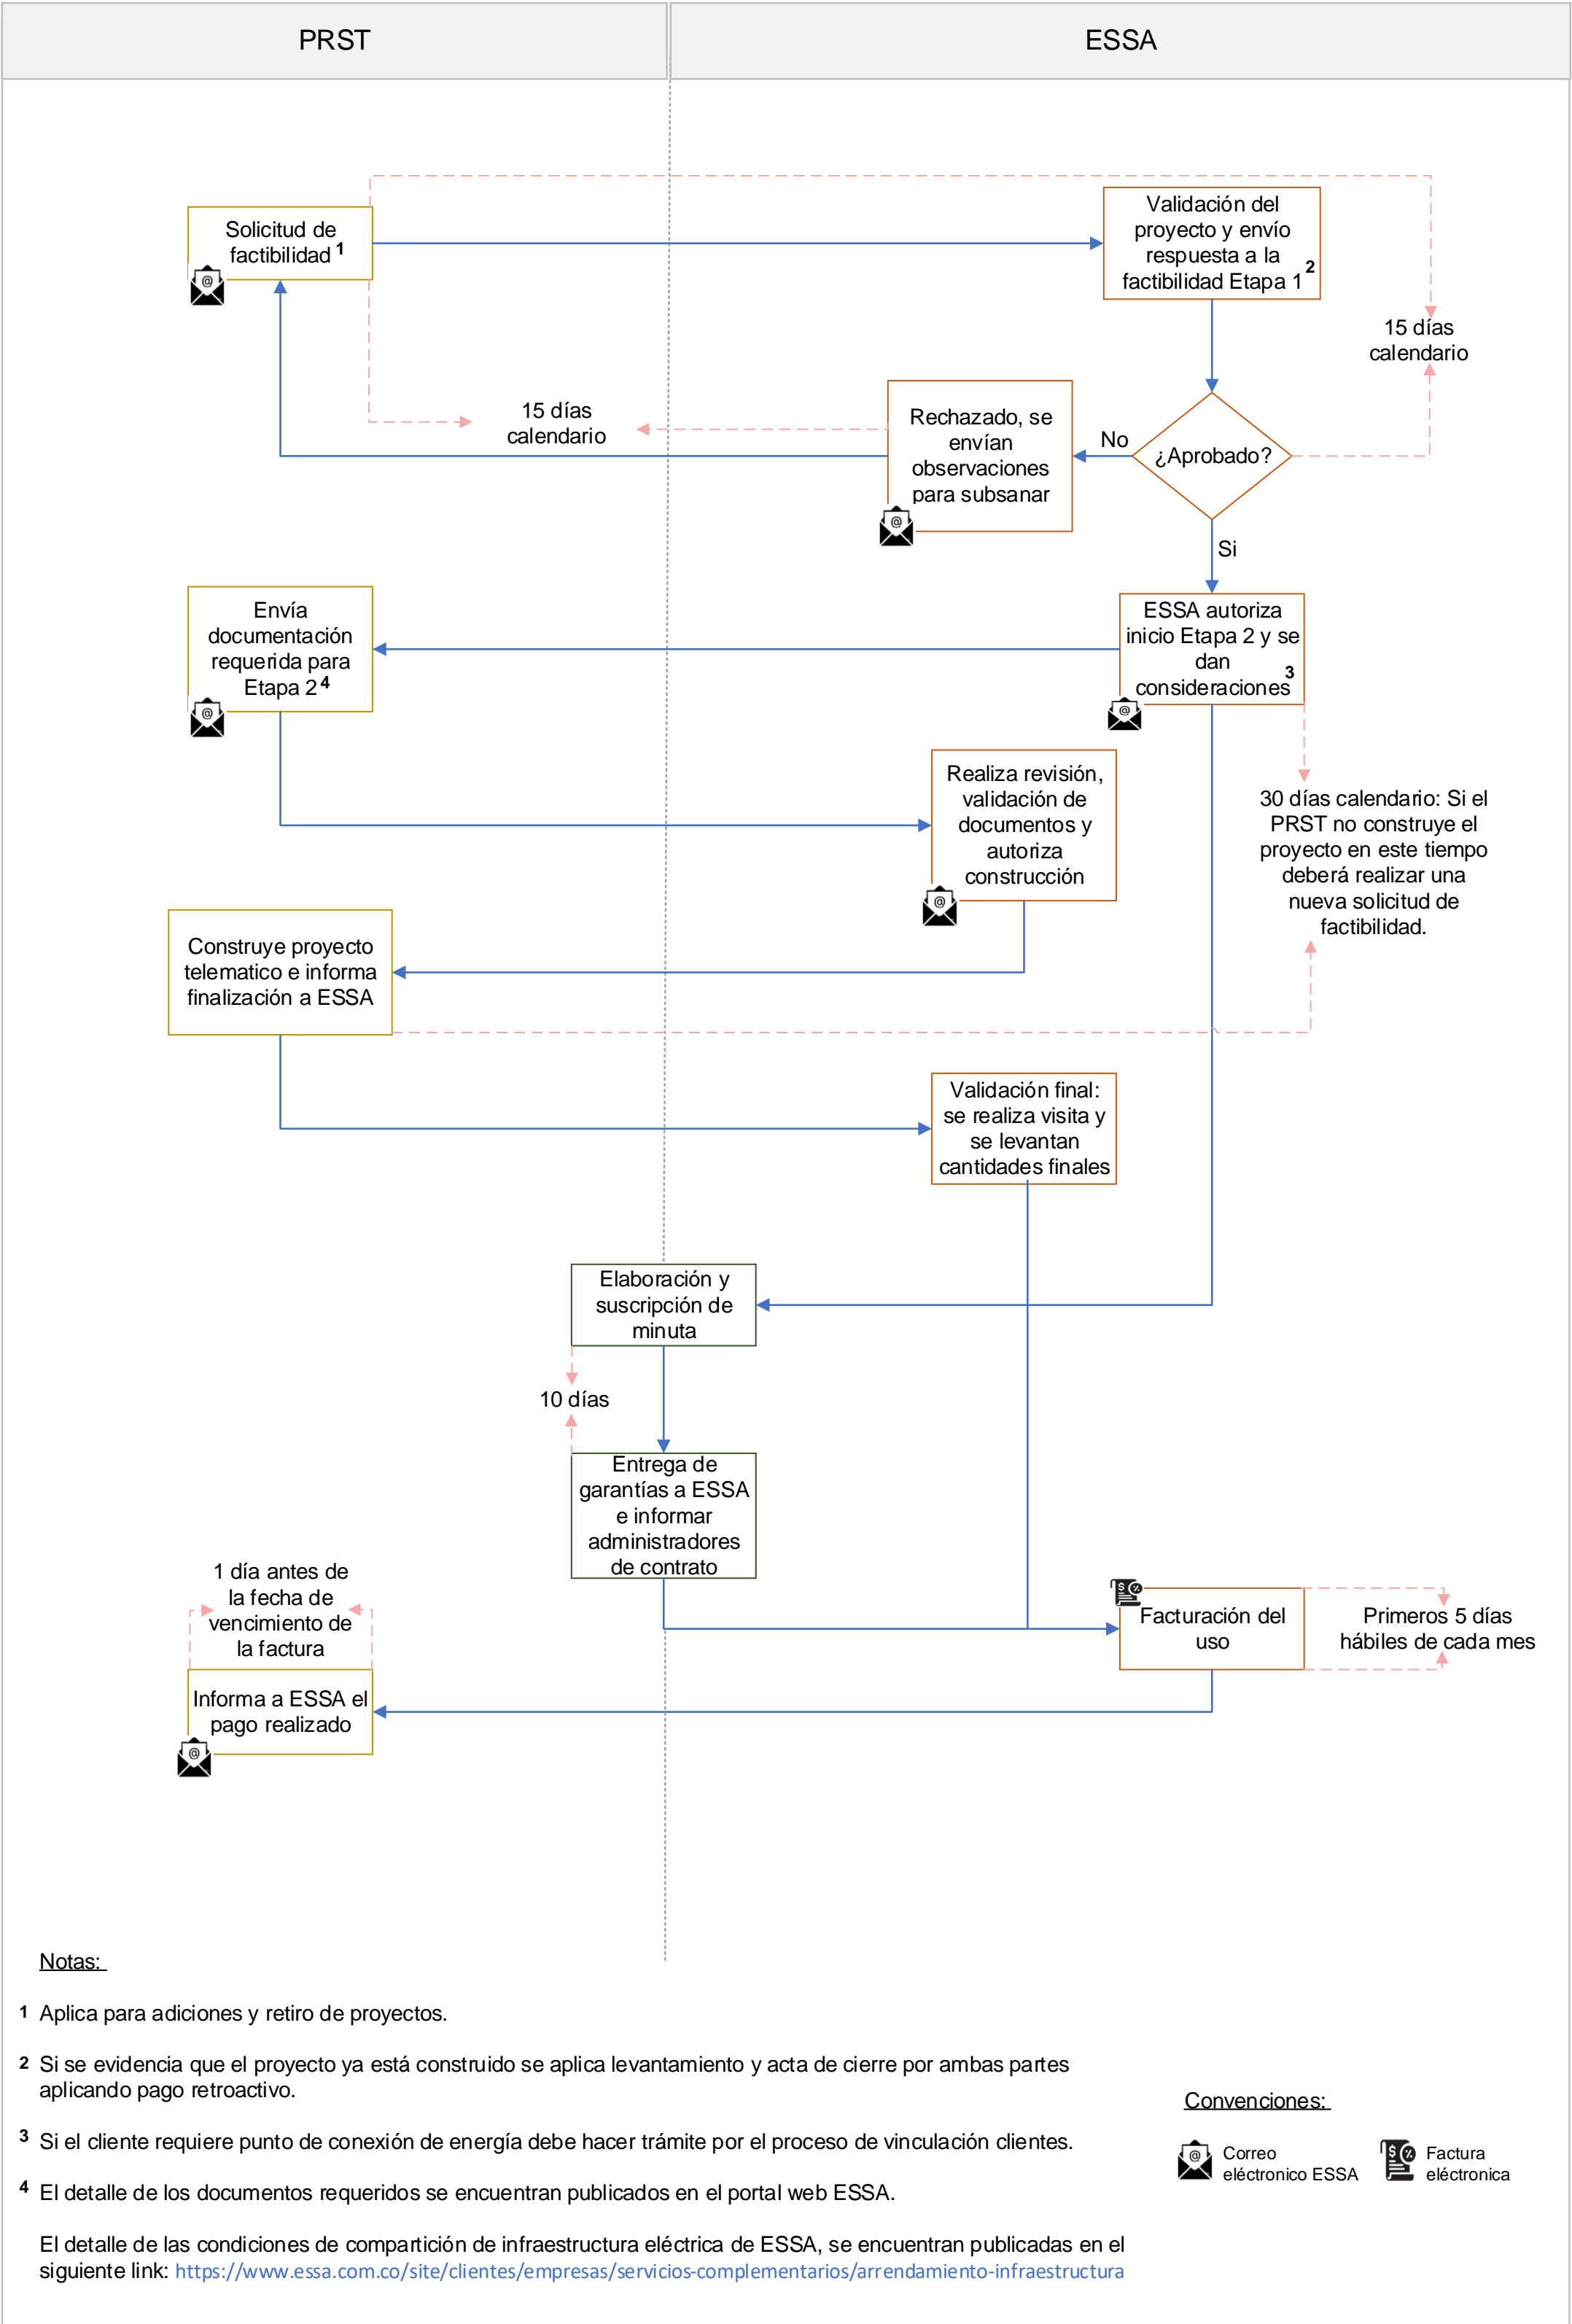 PRST
ESSA
Solicitud de
factibilidad 1
Validación del
proyecto y envío
respuesta a la
factibilidad Etapa 1 2
15 días
calendario
15 días
calendario
Rechazado, se
envían
observaciones
para subsanar
No
¿Aprobado?
Si
Envía
documentación
requerida para
Etapa 2 4
ESSA autoriza
inicio Etapa 2 y se
dan
consideraciones 3
Realiza revisión,
validación de
documentos y
autoriza
construcción
30 días calendario: Si el
PRST no construye el
proyecto en este tiempo
deberá realizar una
nueva solicitud de
factibilidad.
Construye proyecto
telematico e informa
finalización a ESSA
Validación final:
se realiza visita y
se levantan
cantidades finales
Elaboración y
suscripción de
minuta
10 días
Entrega de
garantías a ESSA
e informar
administradores
de contrato
1 día antes de
la fecha de
vencimiento de
la factura
Facturación del
uso
Primeros 5 días
hábiles de cada mes
Informa a ESSA el
pago realizado
Notas:
1 Aplica para adiciones y retiro de proyectos.
2 Si se evidencia que el proyecto ya está construido se aplica levantamiento y acta de cierre por ambas partes
aplicando pago retroactivo.
3 Si el cliente requiere punto de conexión de energía debe hacer trámite por el proceso de vinculación clientes.
4 El detalle de los documentos requeridos se encuentran publicados en el portal web ESSA.
El detalle de las condiciones de compartición de infraestructura eléctrica de ESSA, se encuentran publicadas en el
siguiente link: https://www.essa.com.co/site/clientes/empresas/servicios-complementarios/arrendamiento-infraestructura
Convenciones:
Correo
eléctronico ESSA
Factura
eléctronica